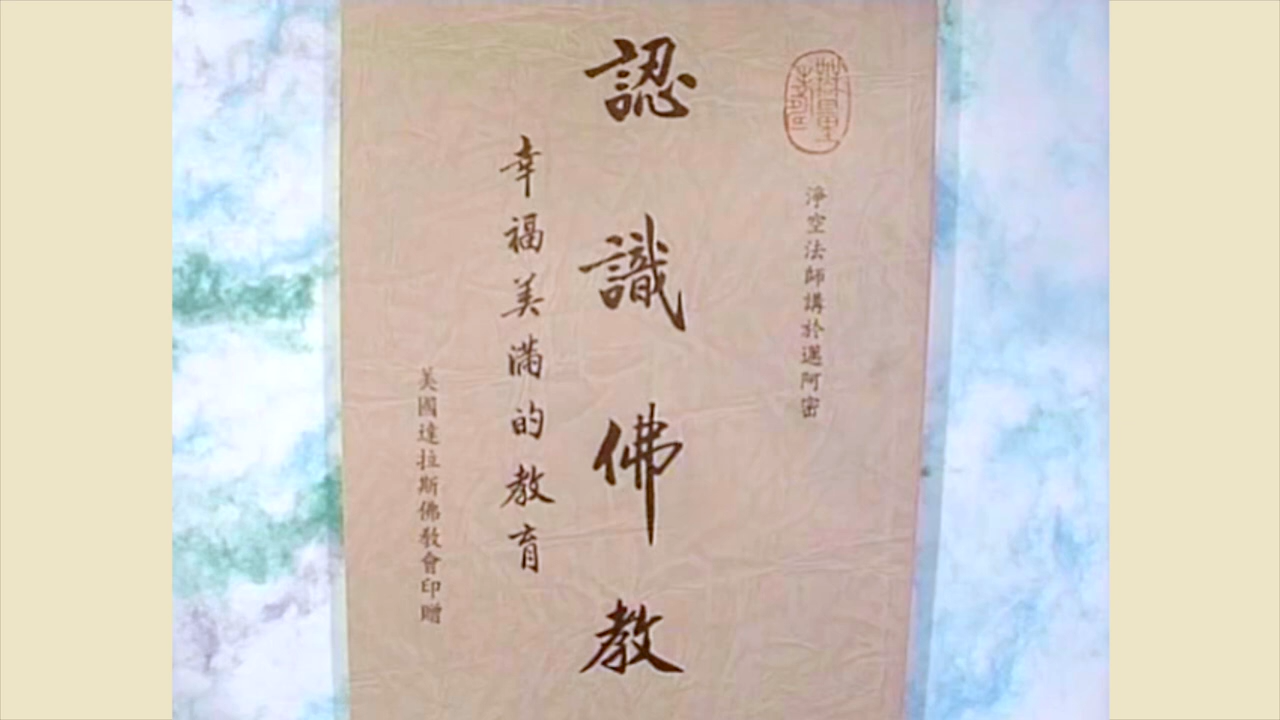 淨空法師講於邁阿密
認識佛教
幸福美滿的教育
美國達拉斯佛教會印贈